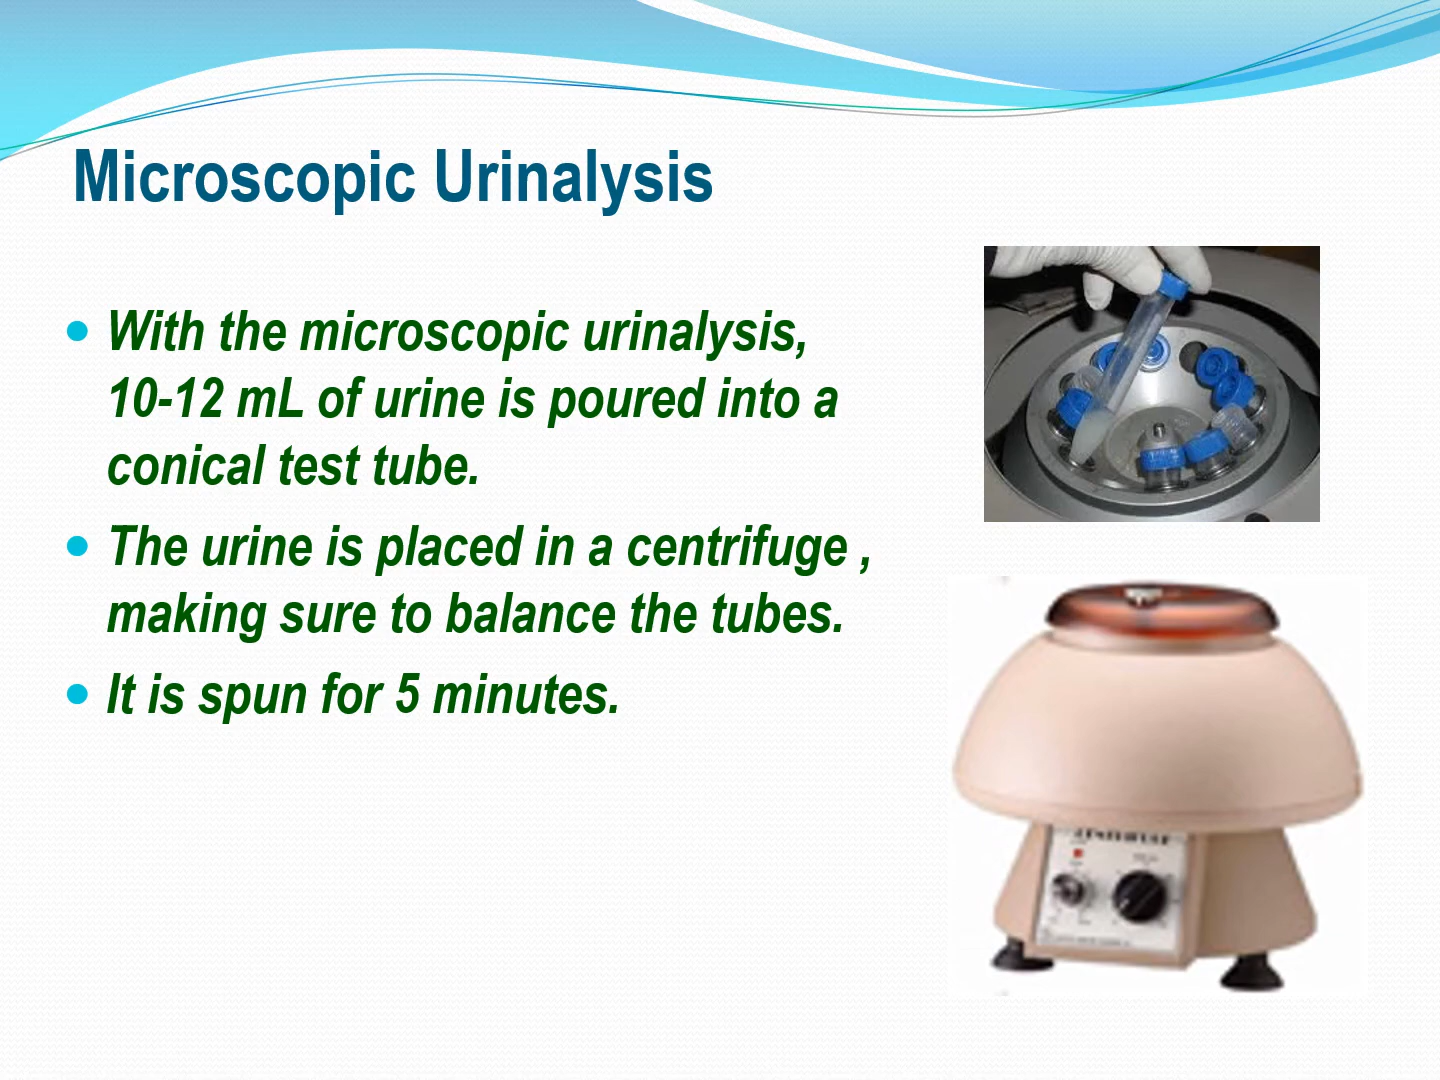 Microscopic Urinalysis
With the microscopic urinalysis,
10-12 mL of urine is poured into a
conical test tube.
The urine is placed in a centrifuge ,
making sure to balance the tubes.
It is spun for 5 minutes.